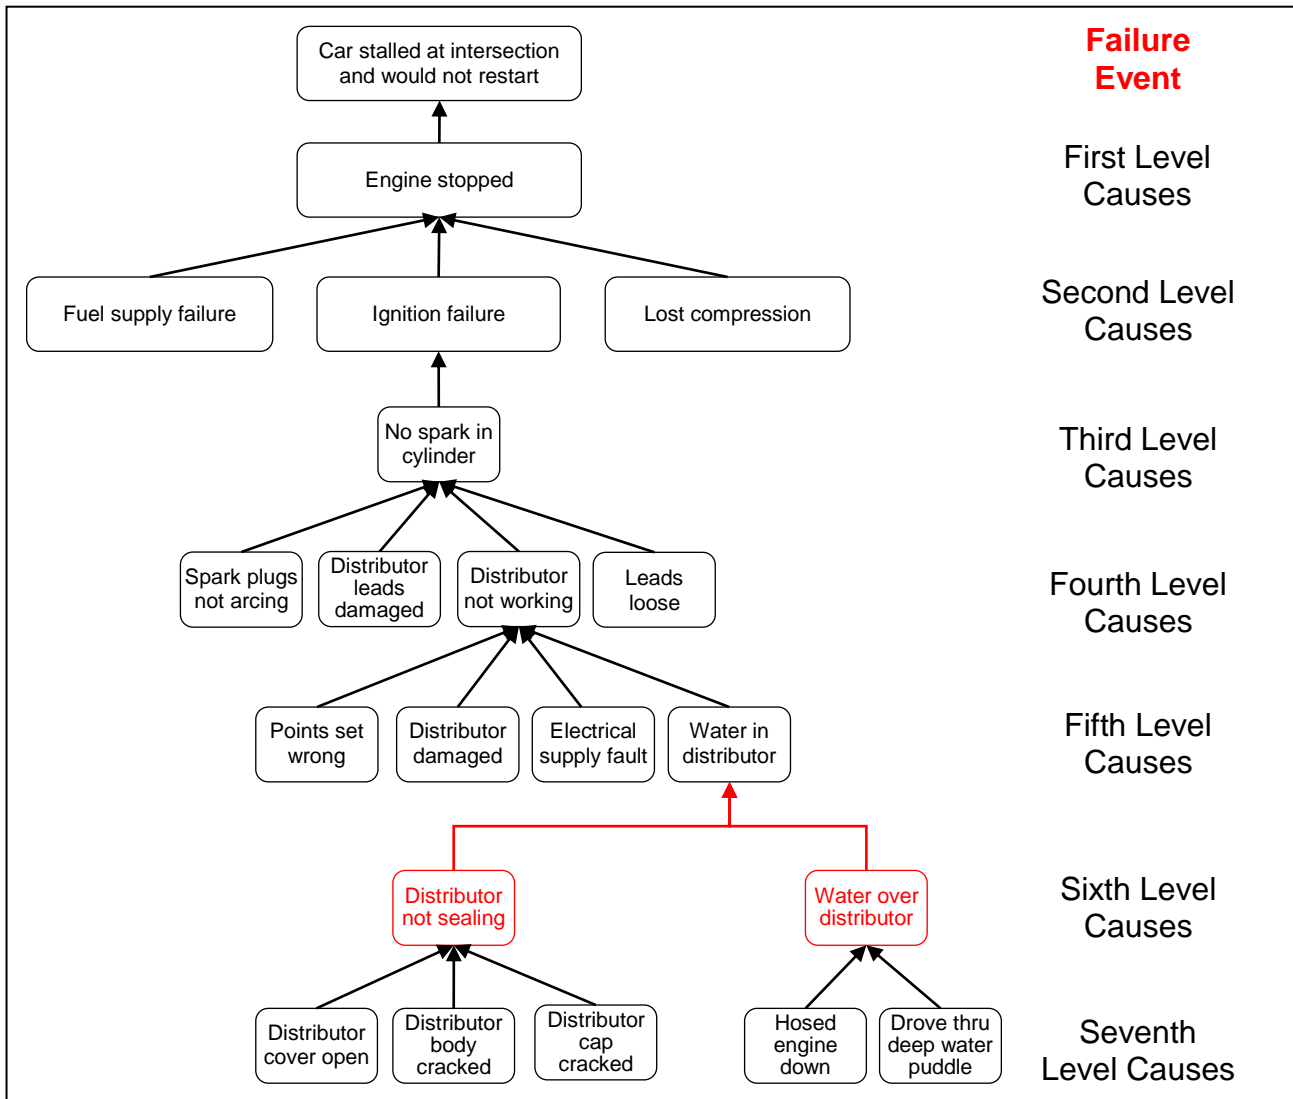 Car stalled at intersection
and would not restart
Failure
Event
Engine stopped
First Level
Causes
Fuel supply failure
Ignition failure
Lost compression
Second Level
Causes
No spark in
cylinder
Third Level
Causes
Spark plugs
not arcing
Distributor
leads
damaged
Distributor
not working
Leads
loose
Fourth Level
Causes
Points set
wrong
Distributor
damaged
Electrical
supply fault
Water in
distributor
Fifth Level
Causes
Distributor
not sealing
Water over
distributor
Sixth Level
Causes
Distributor
cover open
Distributor
body
cracked
Distributor
cap
cracked
Hosed
engine
down
Drove thru
deep water
puddle
Seventh
Level Causes